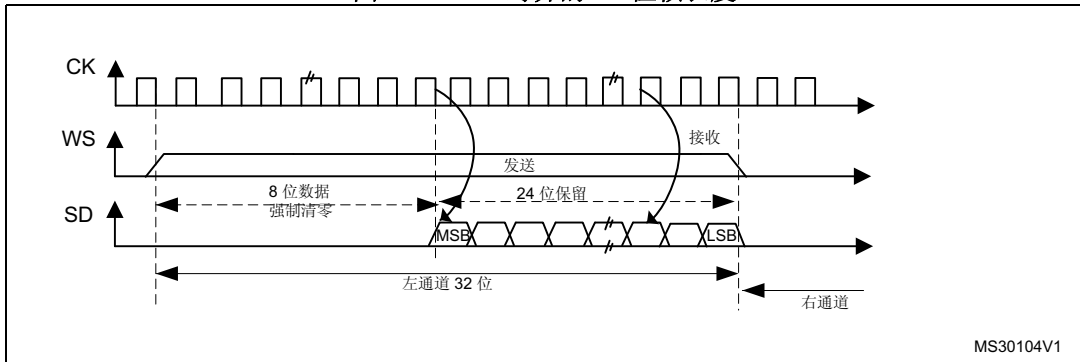 CK
接收
WS
发送
8 位数据
强制清零
24 位保留
SD
MSB
LSB
左通道 32 位
右通道
MS30104V1